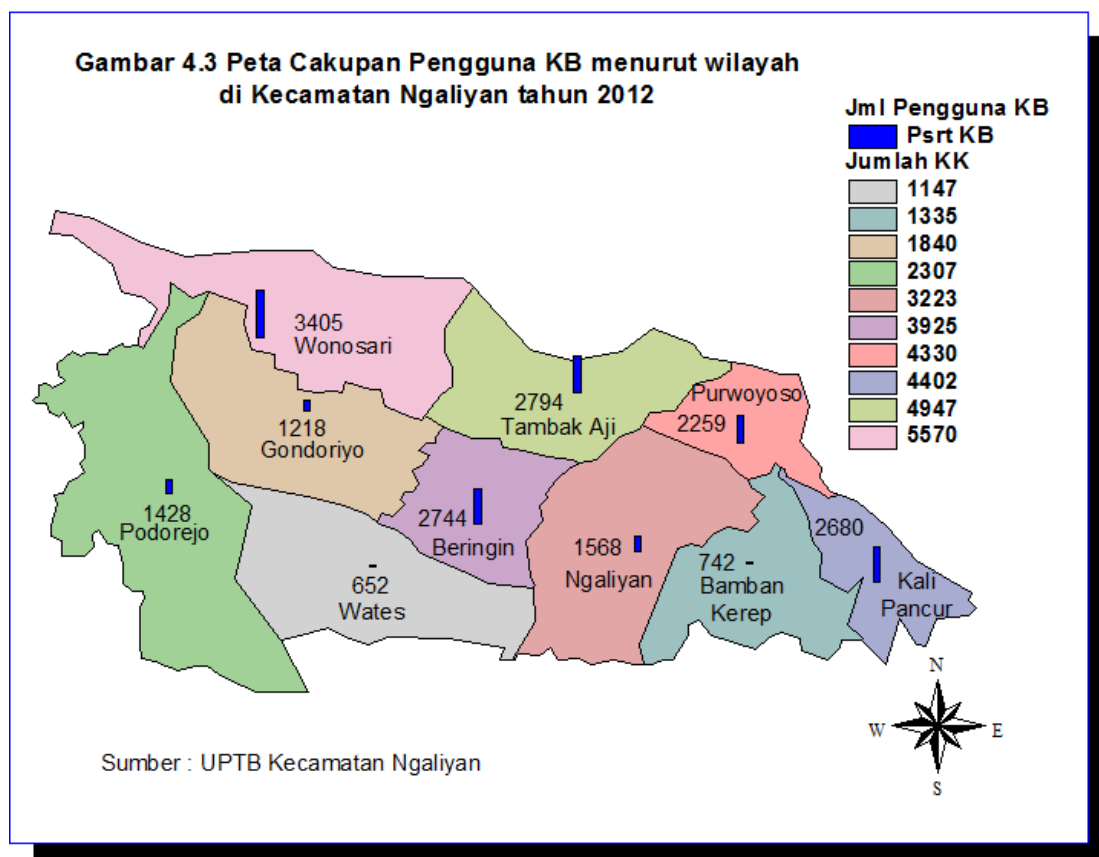 Gambar 4.3 Peta Cakupan Pengguna KB menurut wilayah
di Kecamatan Ngaliyan tahun 2012
Jml Pengguna KB
Psrt KB
Jumlah KK
1147
1335
1840
2307
3223
3925
4330
4402
4947
5570
3405
Wonosari
2794
Tambak Aji
Purwoyoso
2259
1218
Gondoriyo
1428
Podorejo
2744
Beringin
1568
Ngaliyan
742
Bamban
Kerep
2680
Kali
Pancur
652
Wates
N
W
E
S
Sumber : UPTB Kecamatan Ngaliyan